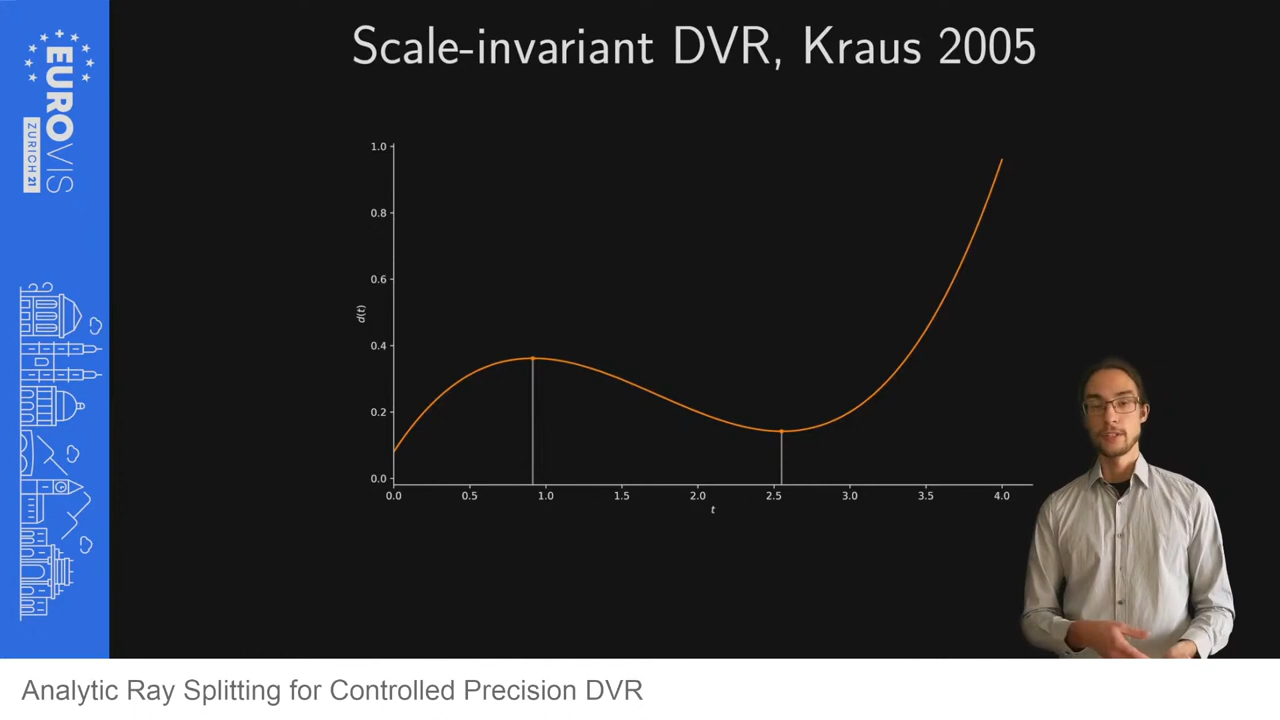 Scale-invariant DVR, Kraus 2005
EUROVIS
ZURICH 21
1.0
0.8
0.6
0.4
0.2
0.0
d(t)
0.0 0.5 1.0 1.5 2.0 2.5 3.0 3.5 4.0
t
Analytic Ray Splitting for Controlled Precision DVR